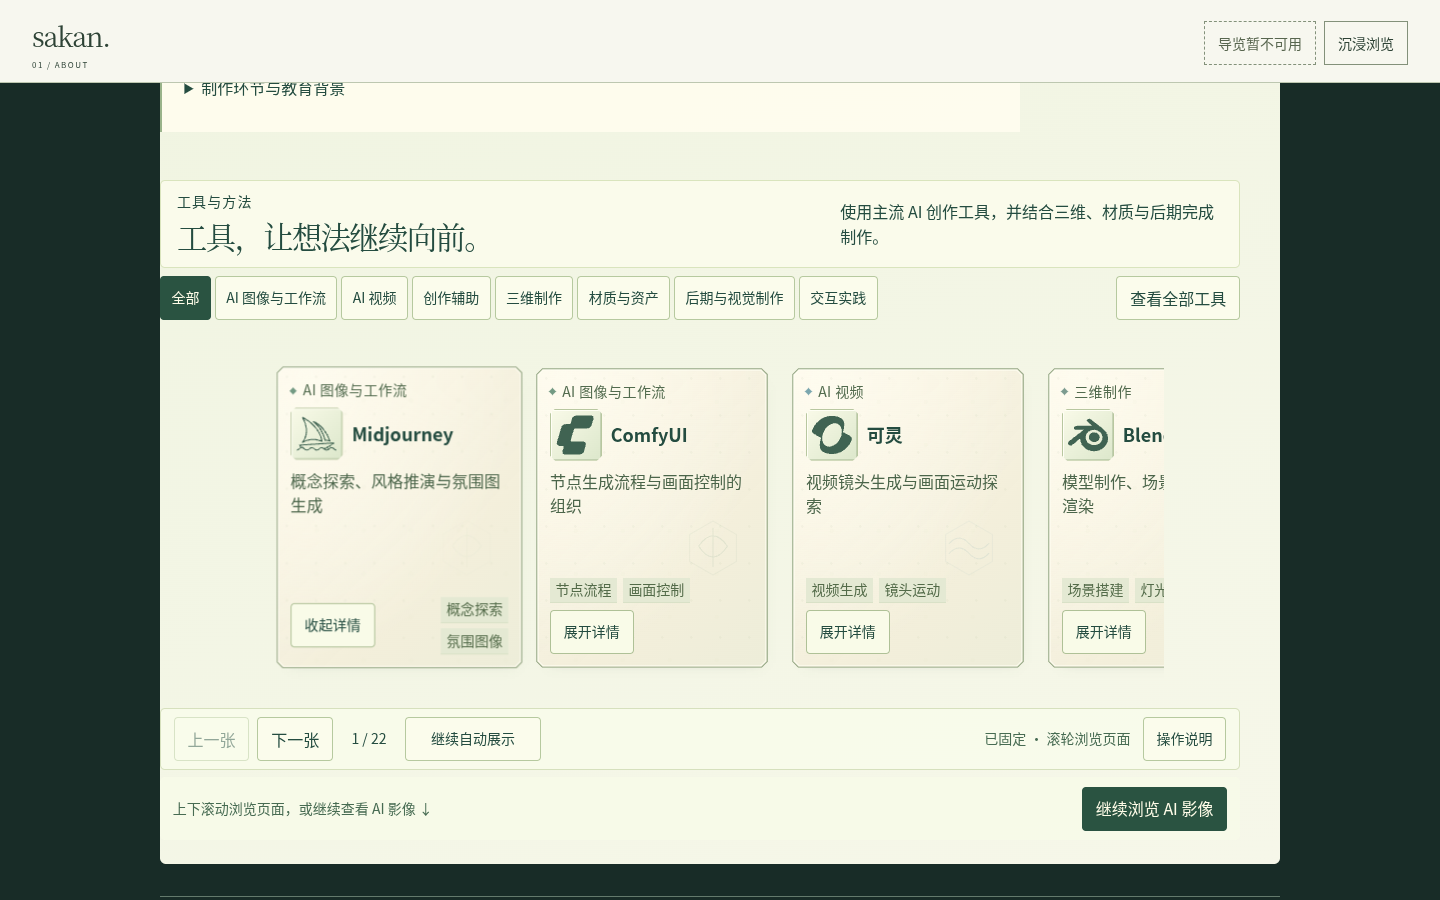 sakan.
01 / ABOUT
导览暂不可用
沉浸浏览
▶ 制作环节与教育背景
工具与方法
工具，让想法继续向前。
使用主流 AI 创作工具，并结合三维、材质与后期完成
制作。
全部
AI 图像与工作流
AI 视频
创作辅助
三维制作
材质与资产
后期与视觉制作
交互实践
查看全部工具
AI 图像与工作流
Midjourney
概念探索、风格推演与氛围图
生成
收起详情
概念探索
氛围图像
AI 图像与工作流
ComfyUI
节点生成流程与画面控制的
组织
节点流程
画面控制
展开详情
AI 视频
可灵
视频镜头生成与画面运动探
索
视频生成
镜头运动
展开详情
三维制作
Blen
模型制作、场景
渲染
场景搭建
灯光
展开详情
上一张
下一张
1 / 22
继续自动展示
已固定 · 滚轮浏览页面
操作说明
上下滚动浏览页面，或继续查看 AI 影像 ↓
继续浏览 AI 影像